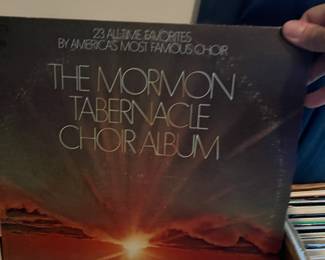 23 ALL-TIME FAVORITES
BY AMERICA'S MOST FAMOUS CHOIR
THE MORMON
TABERNACLE
CHOIR ALBUM